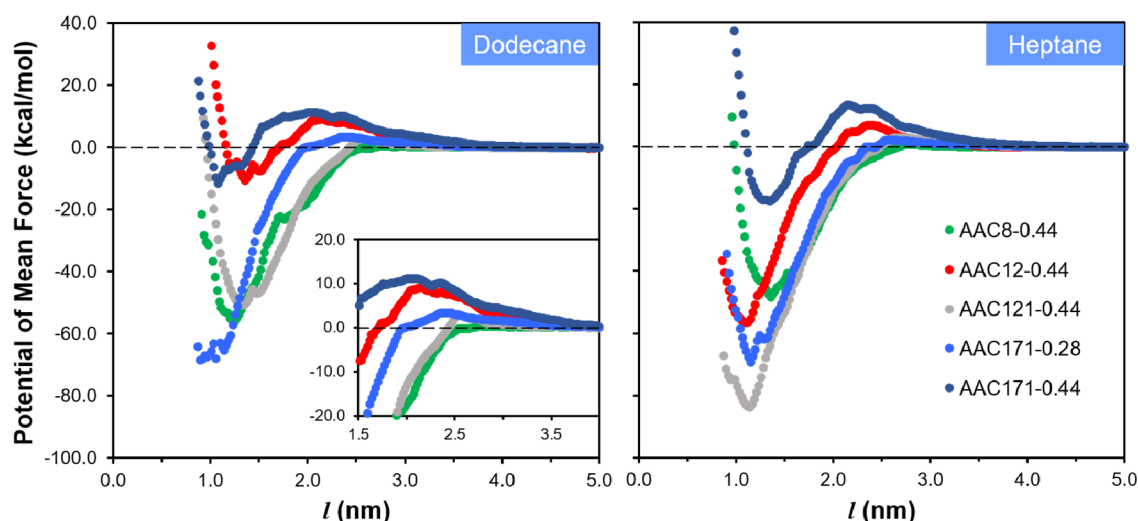 Dodecane
Heptane
Potential of Mean Force (kcal/mol)
40.0
20.0
0.0
-20.0
-40.0
-60.0
-80.0
-100.0
0.0 1.0 2.0 3.0 4.0 5.0
l (nm)
20.0
10.0
0.0
-10.0
-20.0
1.5 2.5 3.5
AAC8-0.44
AAC12-0.44
AAC121-0.44
AAC171-0.28
AAC171-0.44
0.0 1.0 2.0 3.0 4.0 5.0
l (nm)